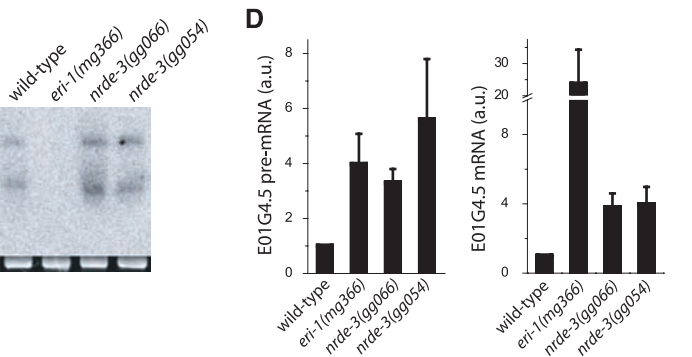 wild-type
eri-1(mg366)
nrde-3(gg066)
nrde-3(gg054)
D
E01G4.5 pre-mRNA (a.u.)
8
6
4
2
0
wild-type
eri-1(mg366)
nrde-3(gg066)
nrde-3(gg054)
E01G4.5 mRNA (a.u.)
30
20
8
4
0
wild-type
eri-1(mg366)
nrde-3(gg066)
nrde-3(gg054)